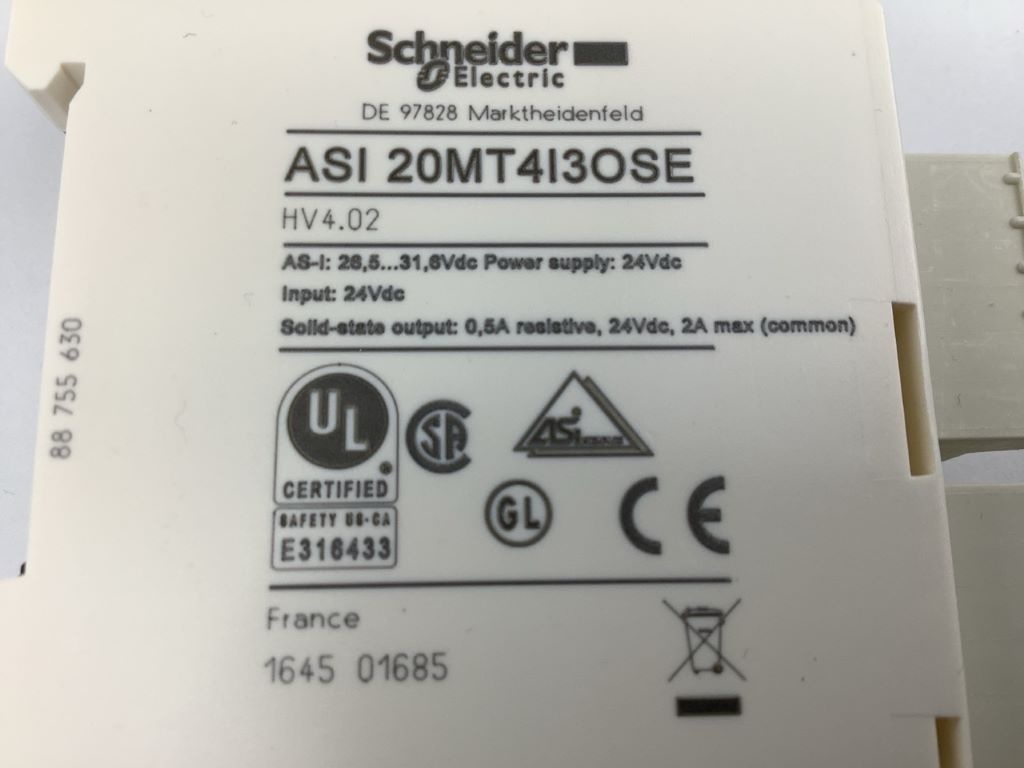 Schneider
Electric
DE 97828 Marktheidenfeld
ASI 20MT4I3OSE
HV4.02
AS-I: 26,5...31,6Vdc Power supply: 24Vdc
Input: 24Vdc
Solid-state output: 0,5A resistive, 24Vdc, 2A max (common)
88 755 630
UL
®
CERTIFIED
SAFETY US-CA
E316433
SA
ASi
GL
CE
France
1645 01685